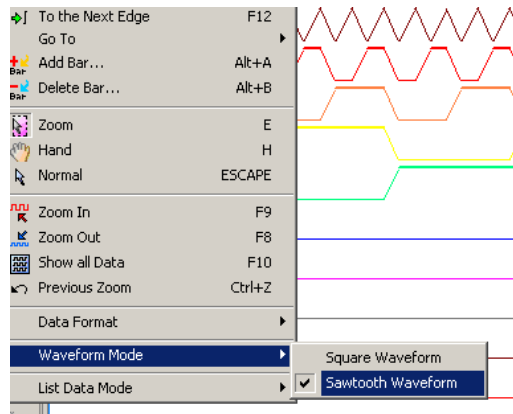 To the Next Edge F12
Go To
Bar Add Bar... Alt+A
Bar Delete Bar... Alt+B
Zoom E
Hand H
Normal ESCAPE
Zoom In F9
Zoom Out F8
Show all Data F10
Previous Zoom Ctrl+Z
Data Format
Waveform Mode
Square Waveform
Sawtooth Waveform
List Data Mode